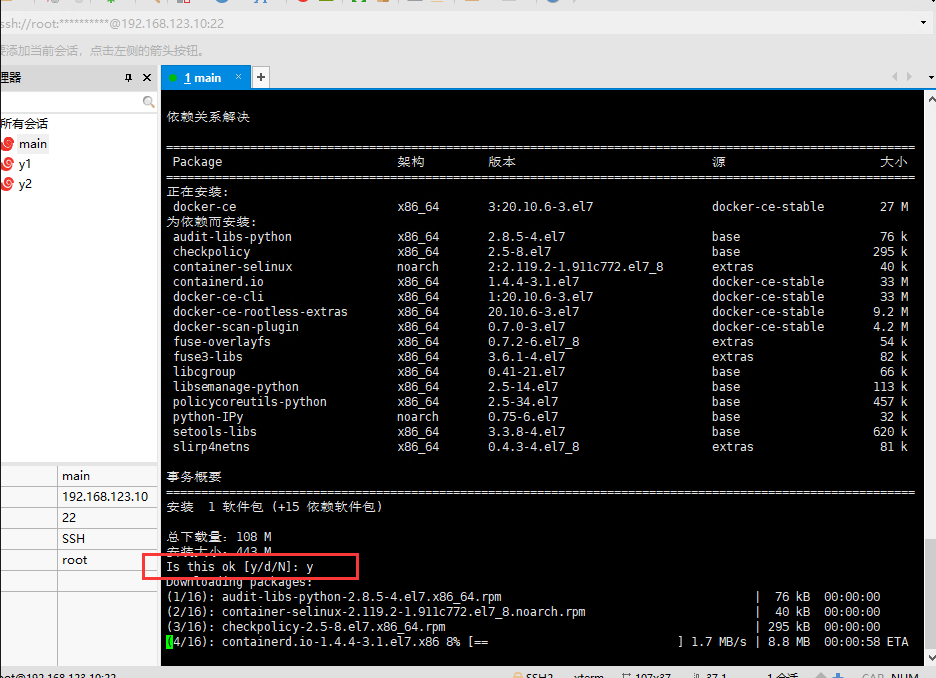 ssh://root:**********@192.168.123.10:22
要添加当前会话，点击左侧的箭头按钮。
理器
1 main × +
所有会话
main
y1
y2
依赖关系解决
Package 架构 版本 源 大小
正在安装:
docker-ce x86_64 3:20.10.6-3.el7 docker-ce-stable 27 M
为依赖而安装:
audit-libs-python x86_64 2.8.5-4.el7 base 76 k
checkpolicy x86_64 2.5-8.el7 base 295 k
container-selinux noarch 2:2.119.2-1.911c772.el7_8 extras 40 k
containerd.io x86_64 1.4.4-3.1.el7 docker-ce-stable 33 M
docker-ce-cli x86_64 1:20.10.6-3.el7 docker-ce-stable 33 M
docker-ce-rootless-extras x86_64 20.10.6-3.el7 docker-ce-stable 9.2 M
docker-scan-plugin x86_64 0.7.0-3.el7 docker-ce-stable 4.2 M
fuse-overlayfs x86_64 0.7.2-6.el7_8 extras 54 k
fuse3-libs x86_64 3.6.1-4.el7 extras 82 k
libcgroup x86_64 0.41-21.el7 base 66 k
libsemanage-python x86_64 2.5-14.el7 base 113 k
policycoreutils-python x86_64 2.5-34.el7 base 457 k
python-IPy noarch 0.75-6.el7 base 32 k
setools-libs x86_64 3.3.8-4.el7 base 620 k
slirp4netns x86_64 0.4.3-4.el7_8 extras 81 k
事务概要
安装 1 软件包 (+15 依赖软件包)
总下载量：108 M
安装大小：443 M
Is this ok [y/d/N]: y
Downloading packages:
(1/16): audit-libs-python-2.8.5-4.el7.x86_64.rpm | 76 kB 00:00:00
(2/16): container-selinux-2.119.2-1.911c772.el7_8.noarch.rpm | 40 kB 00:00:00
(3/16): checkpolicy-2.5-8.el7.x86_64.rpm | 295 kB 00:00:00
(4/16): containerd.io-1.4.4-3.1.el7.x86 8% [== ] 1.7 MB/s | 8.8 MB 00:00:58 ETA
main
192.168.123.10
22
SSH
root
oot@192.168.123.10:22 SSH2 xterm 107x37 37,1 1 会话 CAP NUM